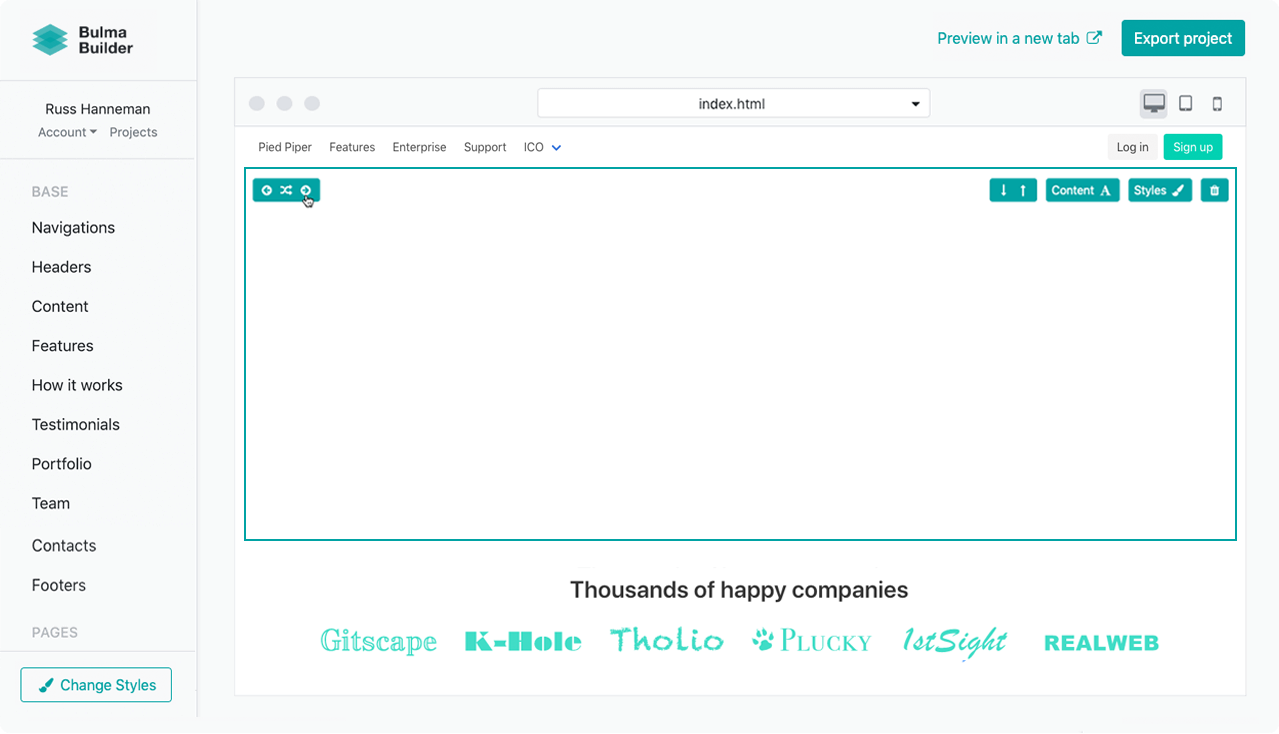 Bulma
Builder
Preview in a new tab
Export project
Russ Hanneman
Account Projects
index.html
Pied Piper Features Enterprise Support ICO Log in Sign up
Content A Styles
BASE
Navigations
Headers
Content
Features
How it works
Testimonials
Portfolio
Team
Contacts
Footers
PAGES
Change Styles
Thousands of happy companies
Gitscape K-Hole Tholio PLUCKY 1stSight REALWEB